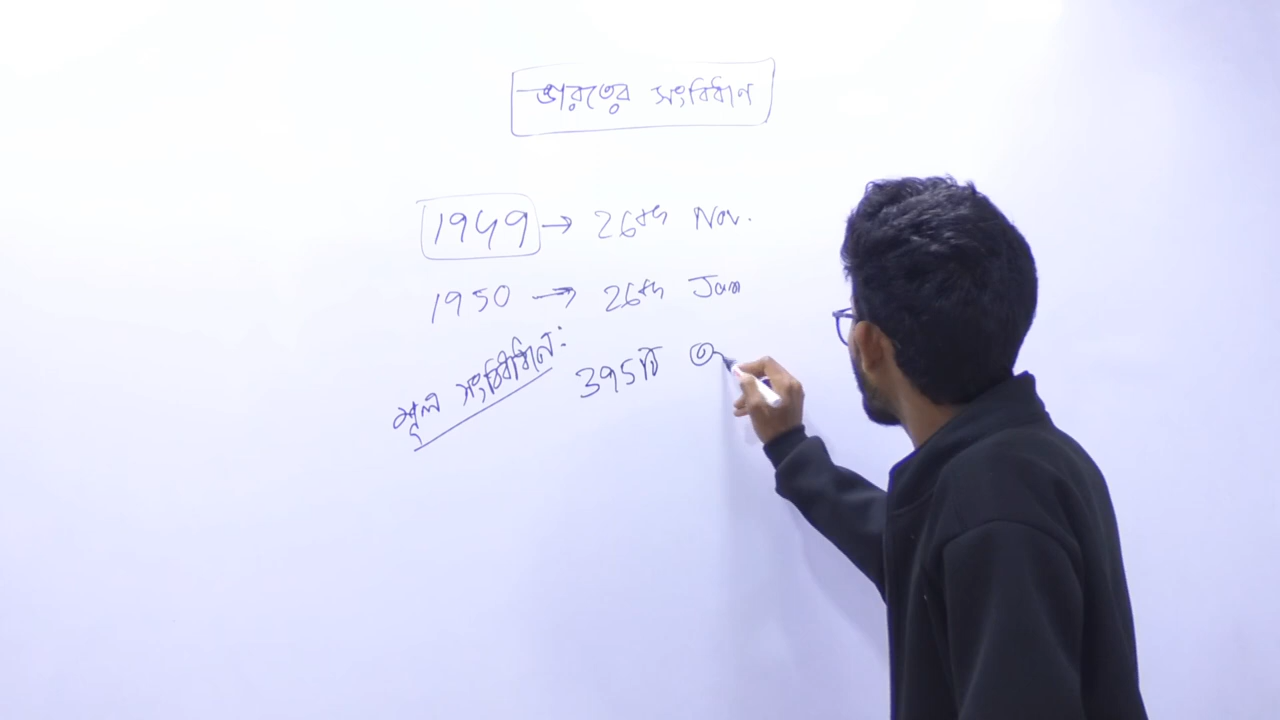 ভারতের সংবিধান
1949 → 26th Nov.
1950 → 26th Jan
মূল সংবিধানে: 395টি